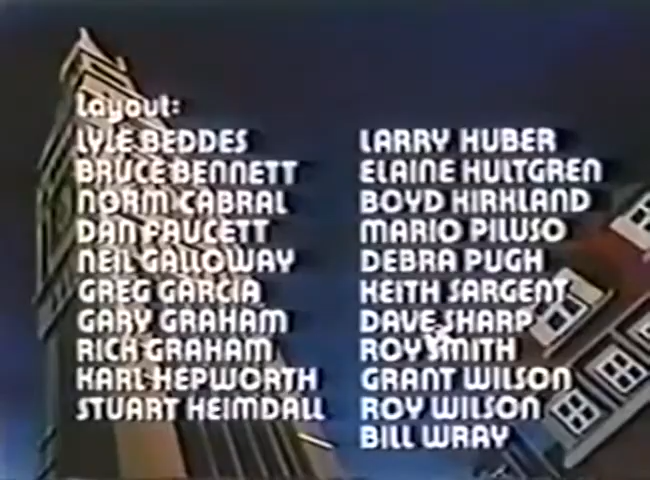 Layout:
LYLE BEDDES
BRUCE BENNETT
NORM CABRAL
DAN FAUCETT
NEIL GALLOWAY
GREG GARCIA
GARY GRAHAM
RICH GRAHAM
KARL HEPWORTH
STUART HEIMDALL
LARRY HUBER
ELAINE HULTGREN
BOYD KIRKLAND
MARIO PILUSO
DEBRA PUGH
KEITH SARGENT
DAVE SHARP
ROY SMITH
GRANT WILSON
ROY WILSON
BILL WRAY